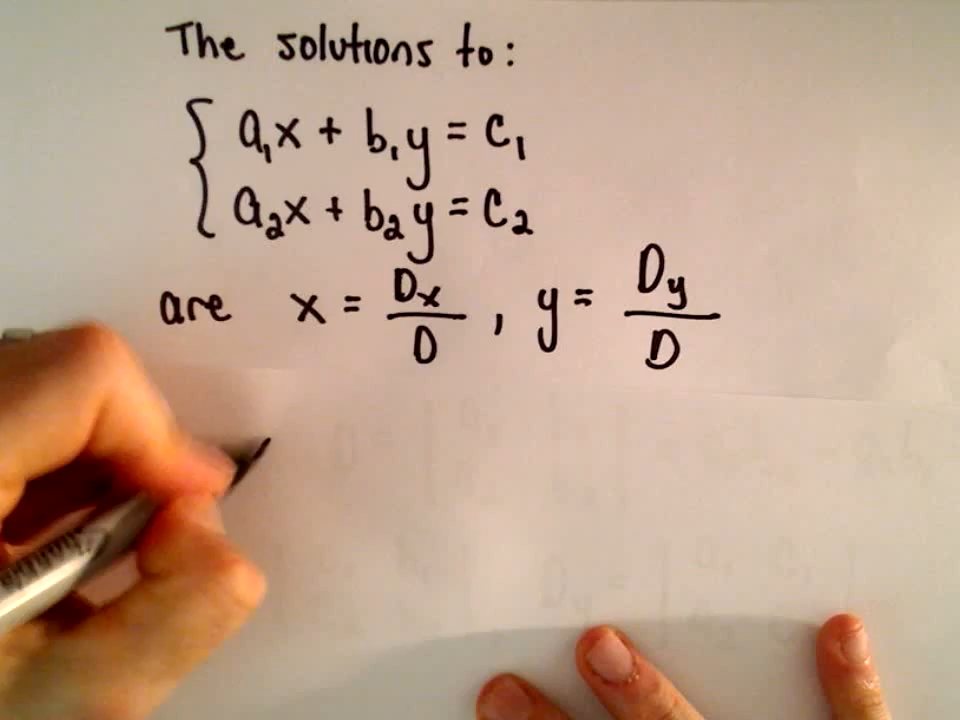 The solutions to:
a₁x + b₁y = c₁
a₂x + b₂y = c₂
are x = Dₓ/D , y = D_y/D